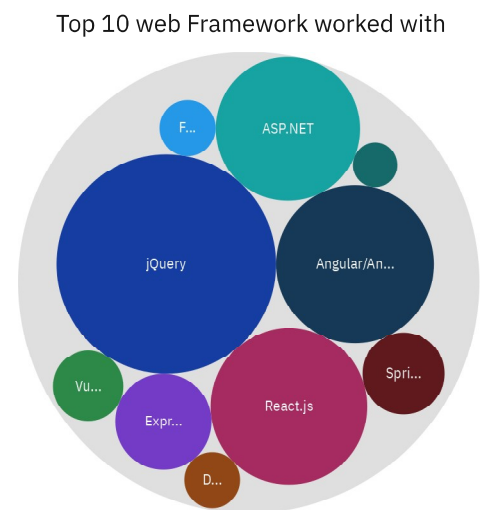 Top 10 web Framework worked with
F...
ASP.NET
jQuery
Angular/An...
Vu...
Expr...
React.js
Spri...
D...